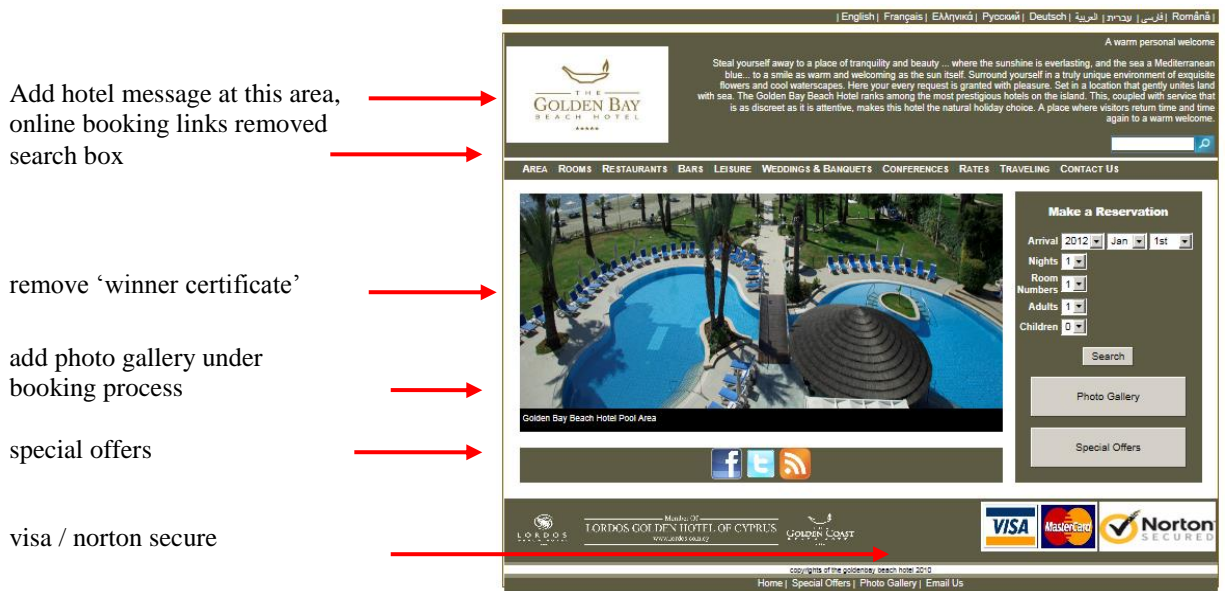 | English | Français | Ελληνικά | Русский | Deutsch | العربية | עברית | فارسی | Română |
A warm personal welcome
Steal yourself away to a place of tranquility and beauty ... where the sunshine is everlasting, and the sea a Mediterranean
blue... to a smile as warm and welcoming as the sun itself. Surround yourself in a truly unique environment of exquisite
flowers and cool waterscapes. Here your every request is granted with pleasure. Set in a location that gently unites land
with sea. The Golden Bay Beach Hotel ranks among the most prestigious hotels on the island. This, coupled with service that
is as discreet as it is attentive, makes this hotel the natural holiday choice. A place where visitors return time and time
again to a warm welcome.
THE
GOLDEN BAY
BEACH HOTEL
Add hotel message at this area,
online booking links removed
search box
AREA ROOMS RESTAURANTS BARS LEISURE WEDDINGS & BANQUETS CONFERENCES RATES TRAVELING CONTACT US
Make a Reservation
Arrival 2012 Jan 1st
Nights 1
Room
Numbers 1
Adults 1
Children 0
Search
Photo Gallery
Special Offers
remove ‘winner certificate’
add photo gallery under
booking process
Golden Bay Beach Hotel Pool Area
special offers
visa / norton secure
LORDOS
Member Of
LORDOS GOLDEN HOTEL OF CYPRUS
GOLDEN COAST
VISA
MasterCard
Norton
SECURED
copyrights of the goldenbay beach hotel 2010
Home | Special Offers | Photo Gallery | Email Us